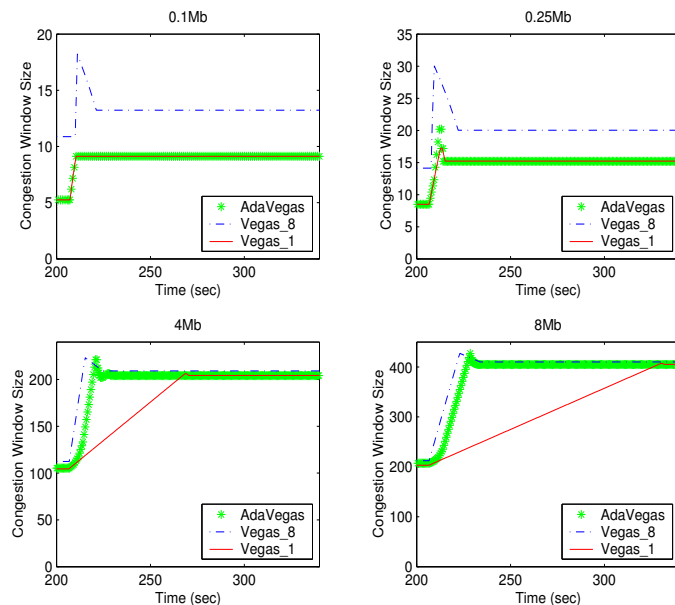 0.1Mb
20
15
10
5
0
200
250
300
Congestion Window Size
Time (sec)
AdaVegas
Vegas_8
Vegas_1
0.25Mb
35
30
25
20
15
10
5
0
200
250
300
Congestion Window Size
Time (sec)
AdaVegas
Vegas_8
Vegas_1
4Mb
200
150
100
50
0
200
250
300
Congestion Window Size
Time (sec)
AdaVegas
Vegas_8
Vegas_1
8Mb
400
300
200
100
0
200
250
300
Congestion Window Size
Time (sec)
AdaVegas
Vegas_8
Vegas_1